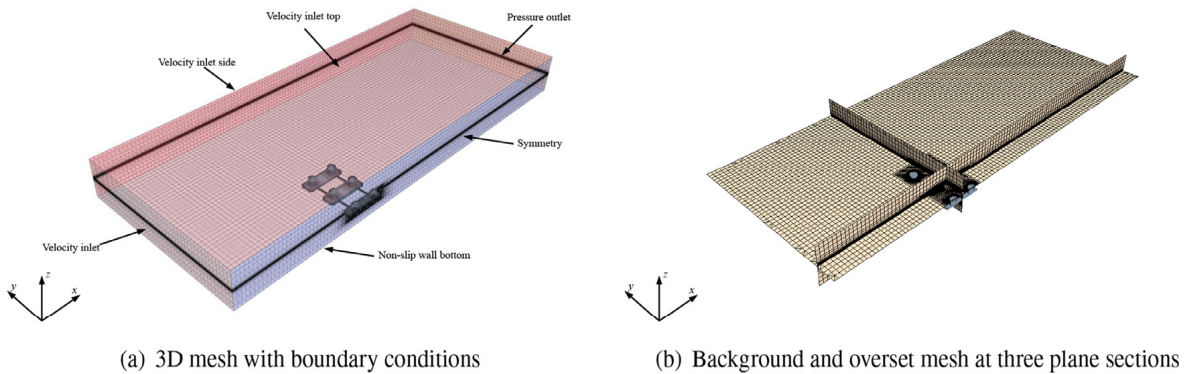 Velocity inlet top
Pressure outlet
Velocity inlet side
Symmetry
Velocity inlet
Non-slip wall bottom
z
y
x
z
y
x
(a) 3D mesh with boundary conditions
(b) Background and overset mesh at three plane sections